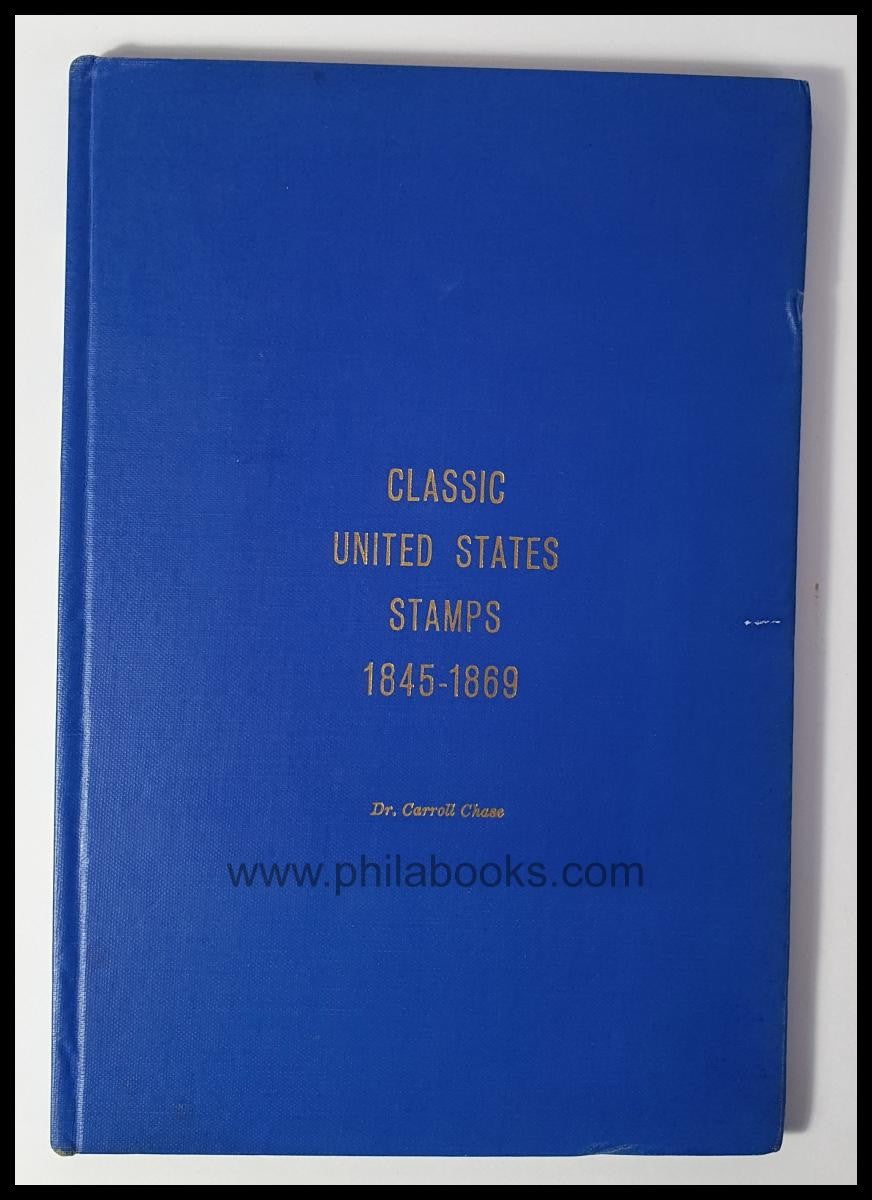 CLASSIC
UNITED STATES
STAMPS
1845-1869
Dr. Carroll Chase
www.philabooks.com